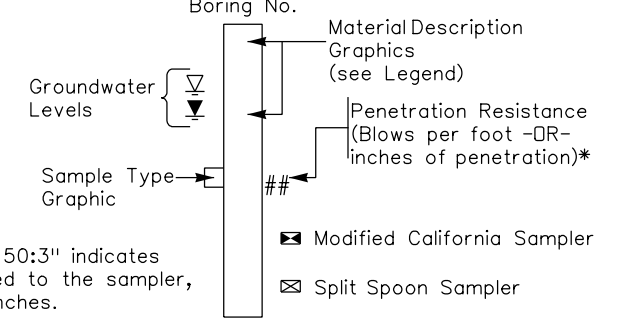 Boring No.
Material Description
Graphics
(see Legend)
Groundwater
Levels
Penetration Resistance
(Blows per foot -OR-
inches of penetration)*
Sample Type
Graphic
##
Modified California Sampler
Split Spoon Sampler
50:3" indicates
ed to the sampler,
nches.